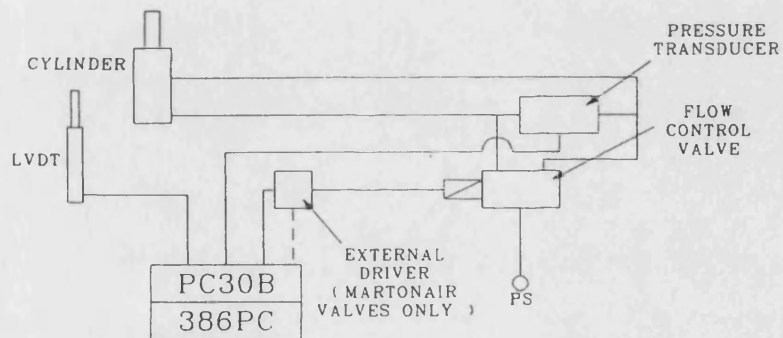 PRESSURE
TRANSDUCER
CYLINDER
LVDT
FLOW
CONTROL
VALVE
EXTERNAL
DRIVER
( MARTONAIR
VALVES ONLY )
PS
PC30B
386PC